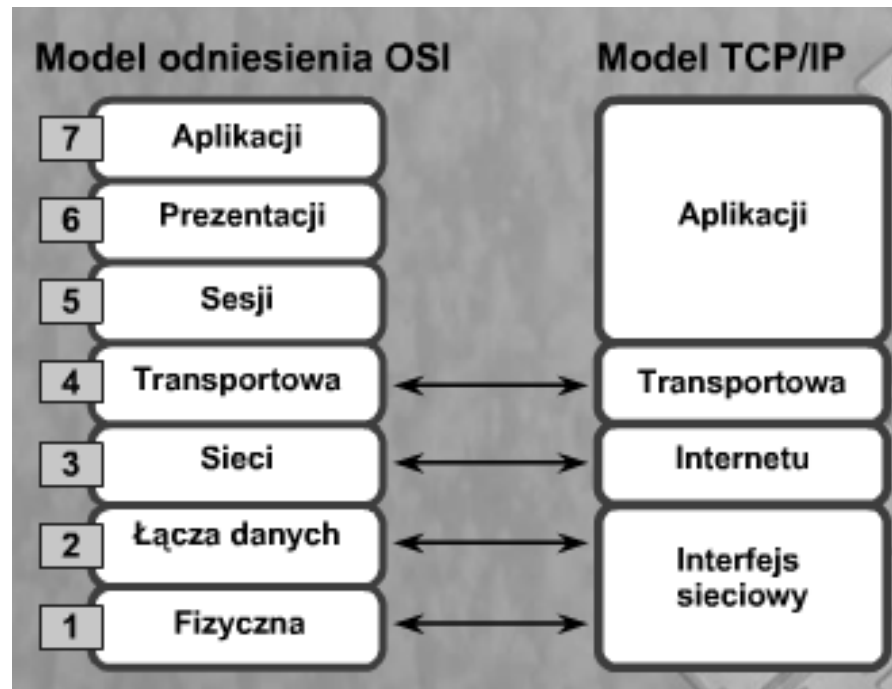 Model odniesienia OSI
7
Aplikacji
6
Prezentacji
5
Sesji
4
Transportowa
3
Sieci
2
Łącza danych
1
Fizyczna
Model TCP/IP
Aplikacji
Transportowa
Internetu
Interfejs
sieciowy